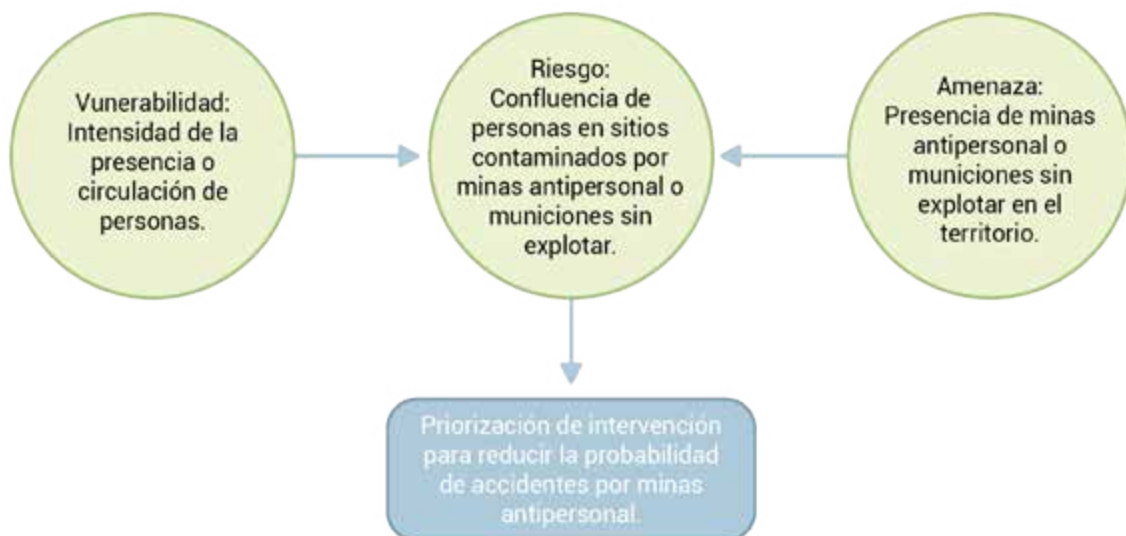 Vunerabilidad:
Intensidad de la
presencia o
circulación de
personas.
Riesgo:
Confluencia de
personas en sitios
contaminados por
minas antipersonal o
municiones sin
explotar.
Amenaza:
Presencia de minas
antipersonal o
municiones sin
explotar en el
territorio.
Priorización de intervención
para reducir la probabilidad
de accidentes por minas
antipersonal.